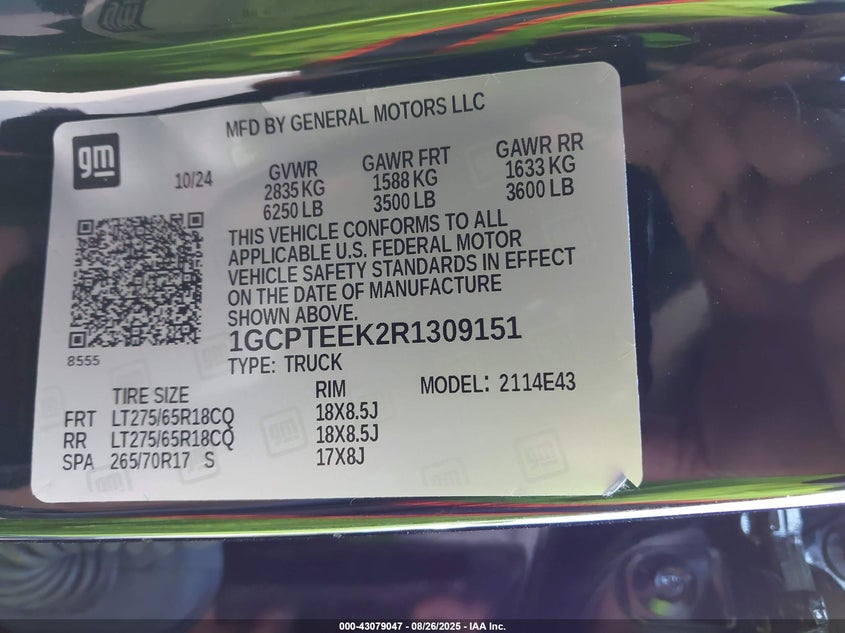 MFD BY GENERAL MOTORS LLC
gm
10/24
GVWR GAWR FRT GAWR RR
2835 KG 1588 KG 1633 KG
6250 LB 3500 LB 3600 LB
THIS VEHICLE CONFORMS TO ALL
APPLICABLE U.S. FEDERAL MOTOR
VEHICLE SAFETY STANDARDS IN EFFECT
ON THE DATE OF MANUFACTURE
SHOWN ABOVE.
8555
1GCPTEEK2R1309151
TYPE: TRUCK
TIRE SIZE RIM MODEL: 2114E43
FRT LT275/65R18CQ 18X8.5J
RR LT275/65R18CQ 18X8.5J
SPA 265/70R17 S 17X8J
000-43079047 - 08/26/2025 - IAA Inc.